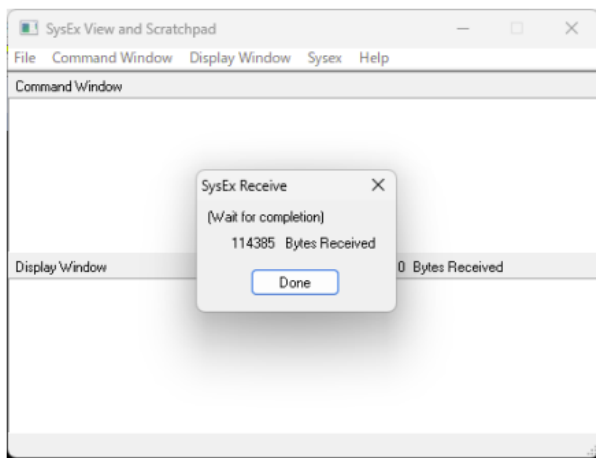 SysEx View and Scratchpad
File Command Window Display Window Sysex Help
Command Window
SysEx Receive
(Wait for completion)
114385 Bytes Received
Done
Display Window
0 Bytes Received